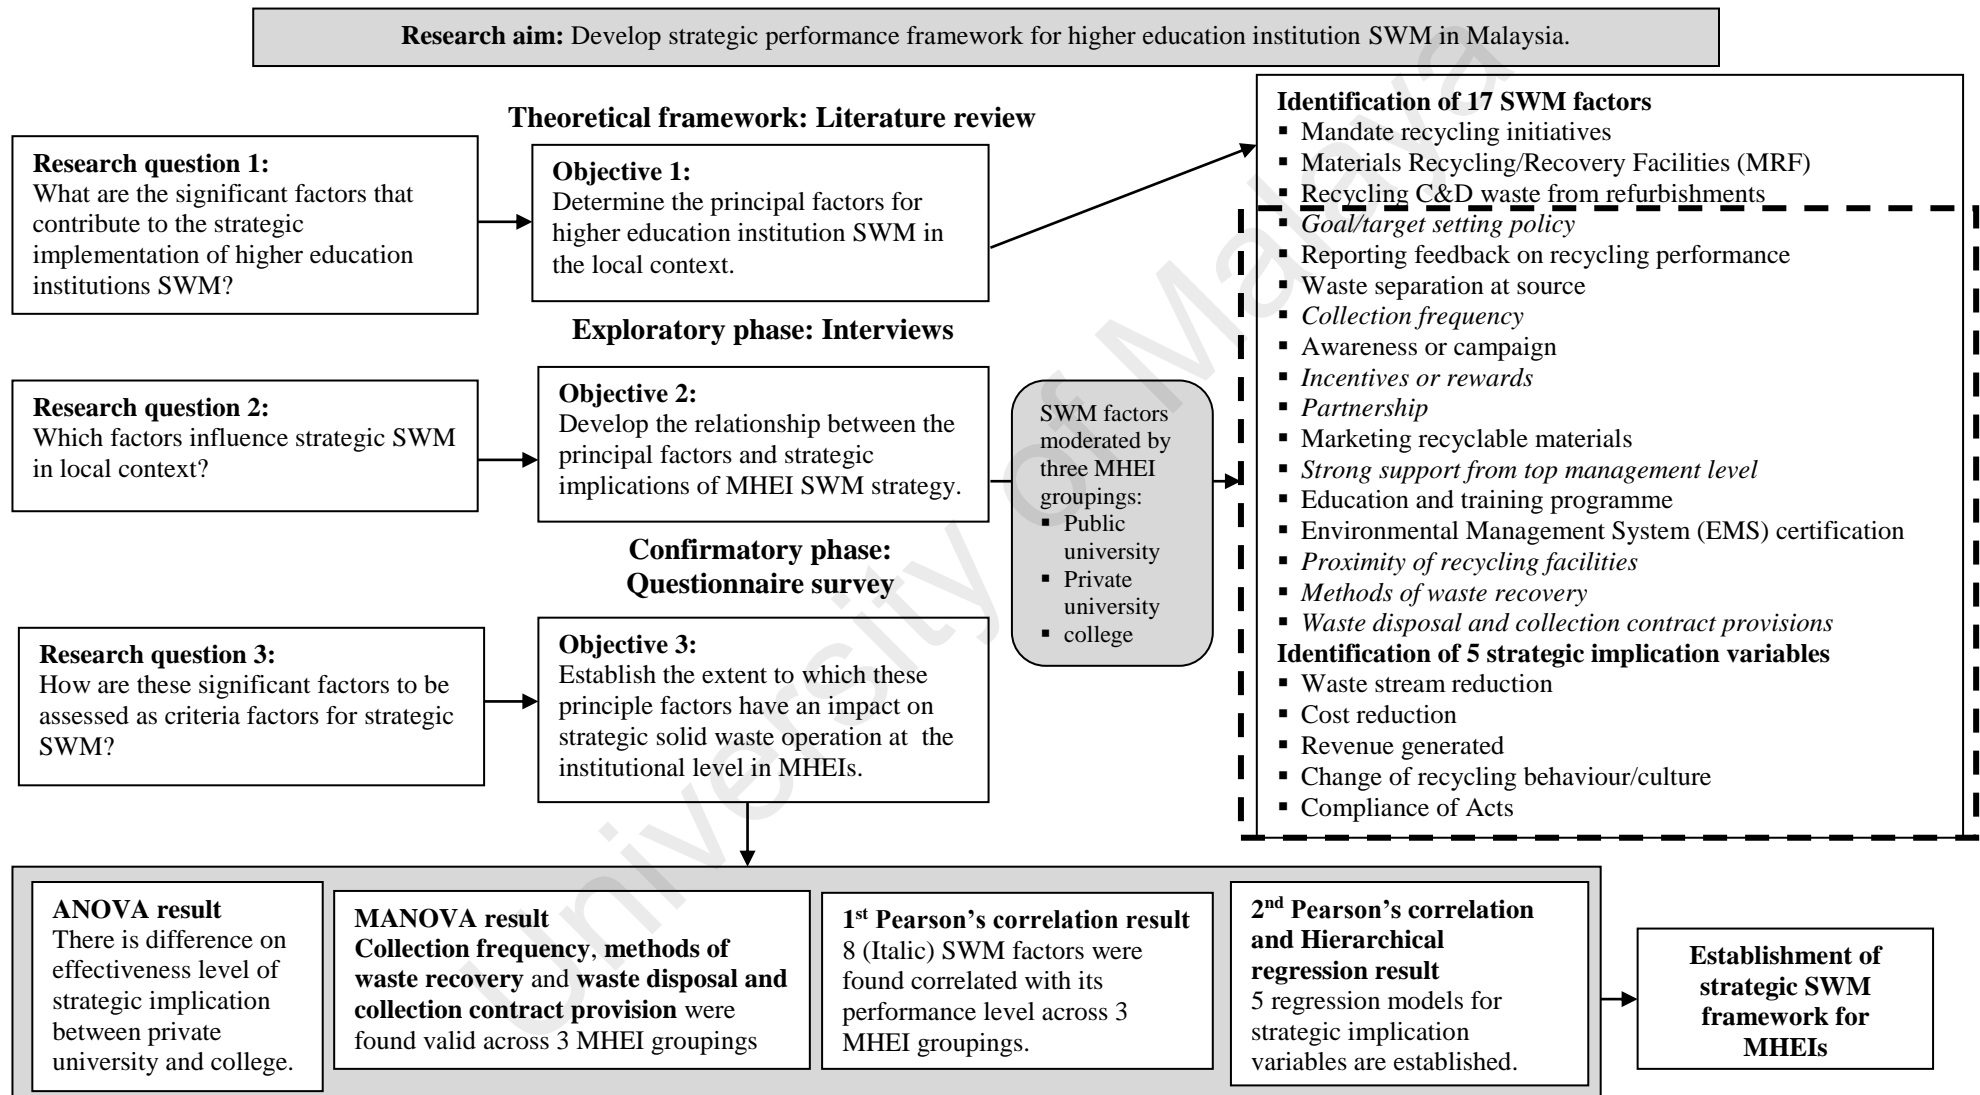 Research aim: Develop strategic performance framework for higher education institution SWM in Malaysia.
Theoretical framework: Literature review
Research question 1:
What are the significant factors that
contribute to the strategic
implementation of higher education
institutions SWM?
Objective 1:
Determine the principal factors for
higher education institution SWM in
the local context.
Exploratory phase: Interviews
Research question 2:
Which factors influence strategic SWM
in local context?
Objective 2:
Develop the relationship between the
principal factors and strategic
implications of MHEI SWM strategy.
SWM factors
moderated by
three MHEI
groupings:
▪ Public
university
▪ Private
university
▪ college
Confirmatory phase:
Questionnaire survey
Research question 3:
How are these significant factors to be
assessed as criteria factors for strategic
SWM?
Objective 3:
Establish the extent to which these
principle factors have an impact on
strategic solid waste operation at the
institutional level in MHEIs.
Identification of 17 SWM factors
▪ Mandate recycling initiatives
▪ Materials Recycling/Recovery Facilities (MRF)
▪ Recycling C&D waste from refurbishments
▪ Goal/target setting policy
▪ Reporting feedback on recycling performance
▪ Waste separation at source
▪ Collection frequency
▪ Awareness or campaign
▪ Incentives or rewards
▪ Partnership
▪ Marketing recyclable materials
▪ Strong support from top management level
▪ Education and training programme
▪ Environmental Management System (EMS) certification
▪ Proximity of recycling facilities
▪ Methods of waste recovery
▪ Waste disposal and collection contract provisions
Identification of 5 strategic implication variables
▪ Waste stream reduction
▪ Cost reduction
▪ Revenue generated
▪ Change of recycling behaviour/culture
▪ Compliance of Acts
ANOVA result
There is difference on
effectiveness level of
strategic implication
between private
university and college.
MANOVA result
Collection frequency, methods of
waste recovery and waste disposal and
collection contract provision were
found valid across 3 MHEI groupings
1st Pearson's correlation result
8 (Italic) SWM factors were
found correlated with its
performance level across 3
MHEI groupings.
2nd Pearson's correlation
and Hierarchical
regression result
5 regression models for
strategic implication
variables are established.
Establishment of
strategic SWM
framework for
MHEIs
University of Malaya